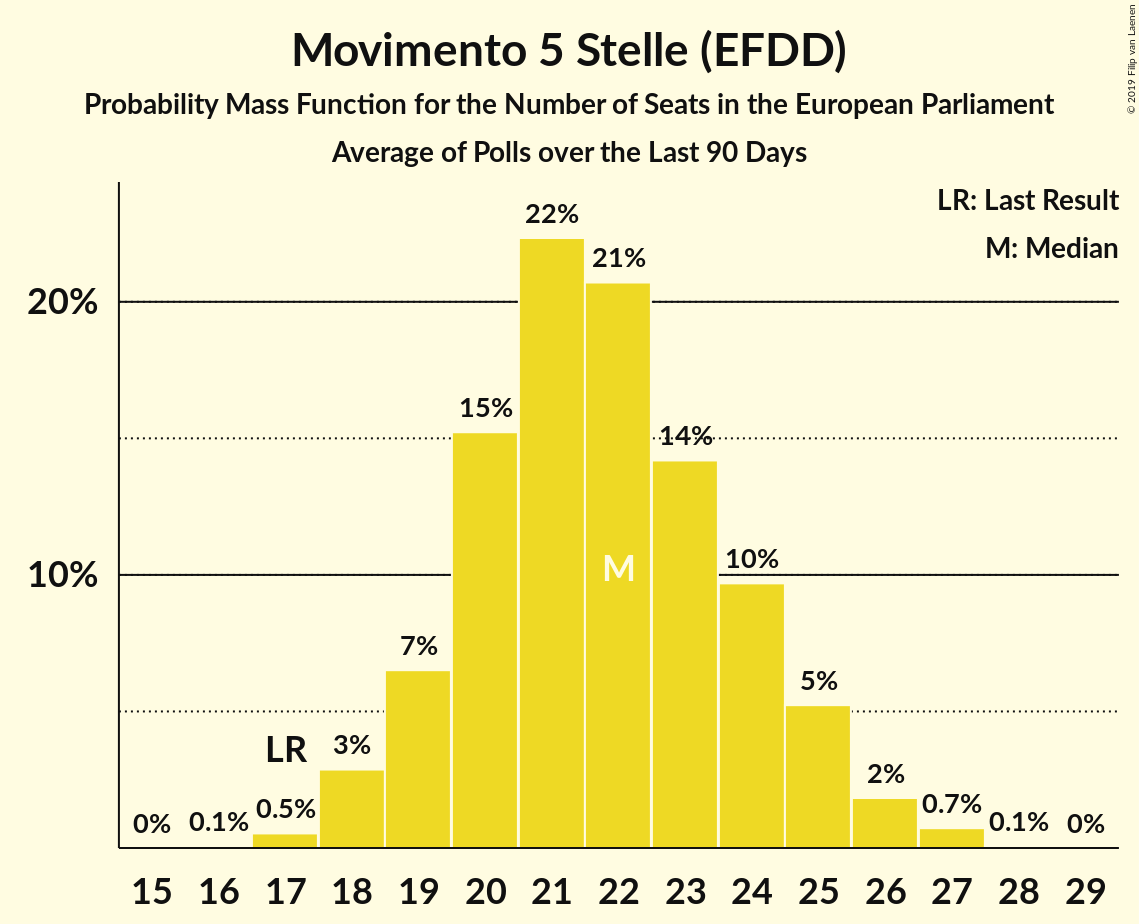 Movimento 5 Stelle (EFDD)
Probability Mass Function for the Number of Seats in the European Parliament
Average of Polls over the Last 90 Days
© 2019 Filip van Laenen
LR: Last Result
M: Median
20%
10%
0%
0.1%
0.5%
3%
7%
15%
22%
21%
14%
10%
5%
2%
0.7%
0.1%
0%
LR
M
15 16 17 18 19 20 21 22 23 24 25 26 27 28 29